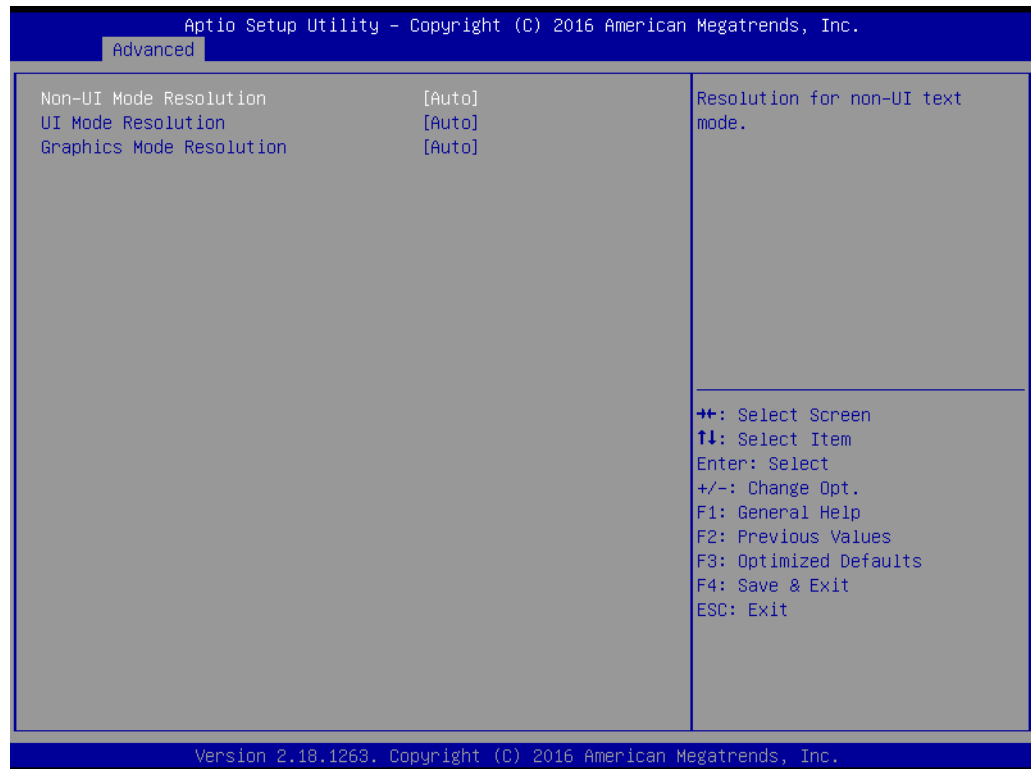 Aptio Setup Utility – Copyright (C) 2016 American Megatrends, Inc.
Advanced
Non-UI Mode Resolution [Auto]
UI Mode Resolution [Auto]
Graphics Mode Resolution [Auto]
Resolution for non-UI text
mode.
→←: Select Screen
↑↓: Select Item
Enter: Select
+/-: Change Opt.
F1: General Help
F2: Previous Values
F3: Optimized Defaults
F4: Save & Exit
ESC: Exit
Version 2.18.1263. Copyright (C) 2016 American Megatrends, Inc.